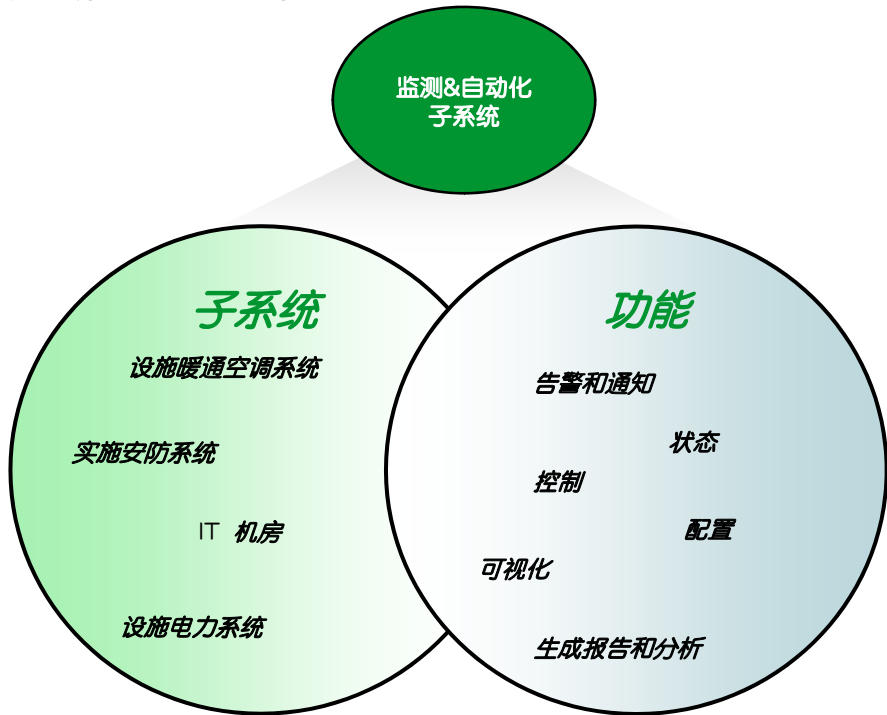 监测&自动化
子系统
子系统
设施暖通空调系统
实施安防系统
IT 机房
设施电力系统
功能
告警和通知
状态
控制
配置
可视化
生成报告和分析